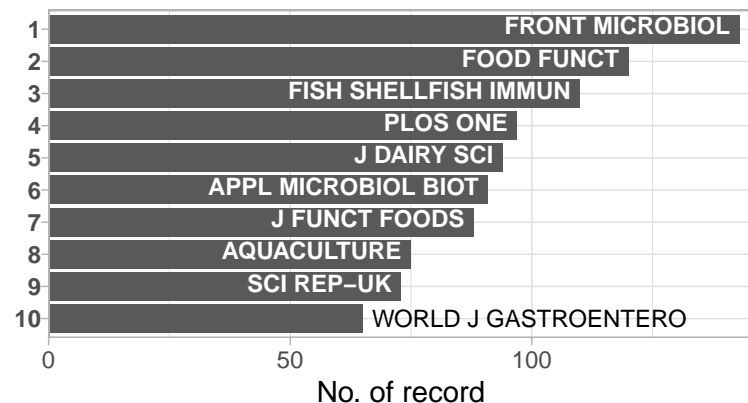 1 FRONT MICROBIOL
2 FOOD FUNCT
3 FISH SHELLFISH IMMUN
4 PLOS ONE
5 J DAIRY SCI
6 APPL MICROBIOL BIOT
7 J FUNCT FOODS
8 AQUACULTURE
9 SCI REP−UK
10 WORLD J GASTROENTERO
0 50 100
No. of record